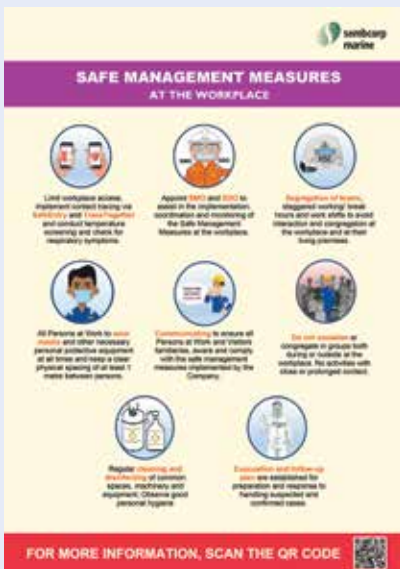 sembcorp
marine
SAFE MANAGEMENT MEASURES
AT THE WORKPLACE
Limit workplace access,
implement contact tracing via
SafeEntry and TraceTogether
and conduct temperature
screening and check for
respiratory symptoms.
Appoint SMO and SDO to
assist in the implementation,
coordination and monitoring of
the Safe Management
Measures at the workplace.
Segregation of teams,
staggered working/ break
hours and work shifts to avoid
interaction and congregation at
the workplace and at their
living premises.
All Persons at Work to wear
masks and other necessary
personal protective equipment
at all times and keep a clear
physical spacing of at least 1
metre between persons.
Communicating to ensure all
Persons at Work and Visitors
familiarise, aware and comply
with the safe management
measures implemented by the
Company.
Do not socialise or
congregate in groups both
during or outside at the
workplace. No activities with
close or prolonged contact.
Regular cleaning and
disinfecting of common
spaces, machinery and
equipment. Observe good
personal hygiene
Evacuation and follow-up
plan are established for
preparation and response to
handling suspected and
confirmed cases.
FOR MORE INFORMATION, SCAN THE QR CODE